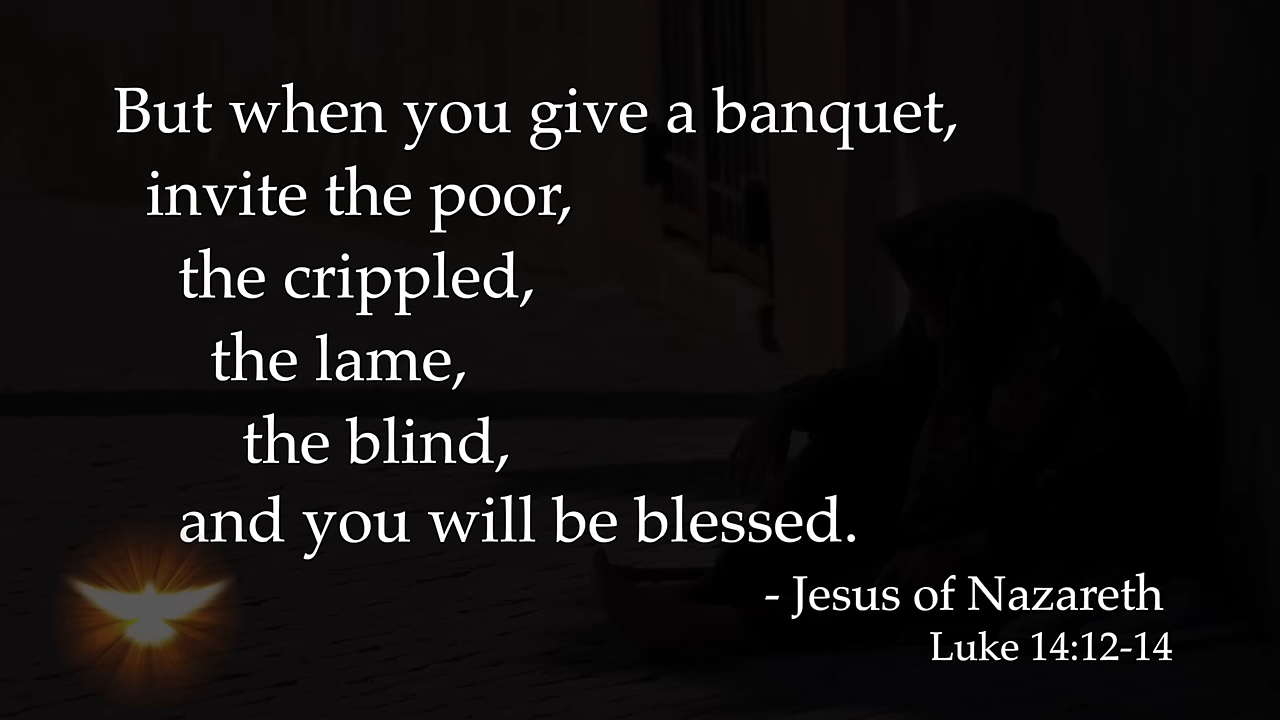 But when you give a banquet,
invite the poor,
the crippled,
the lame,
the blind,
and you will be blessed.
- Jesus of Nazareth
Luke 14:12-14